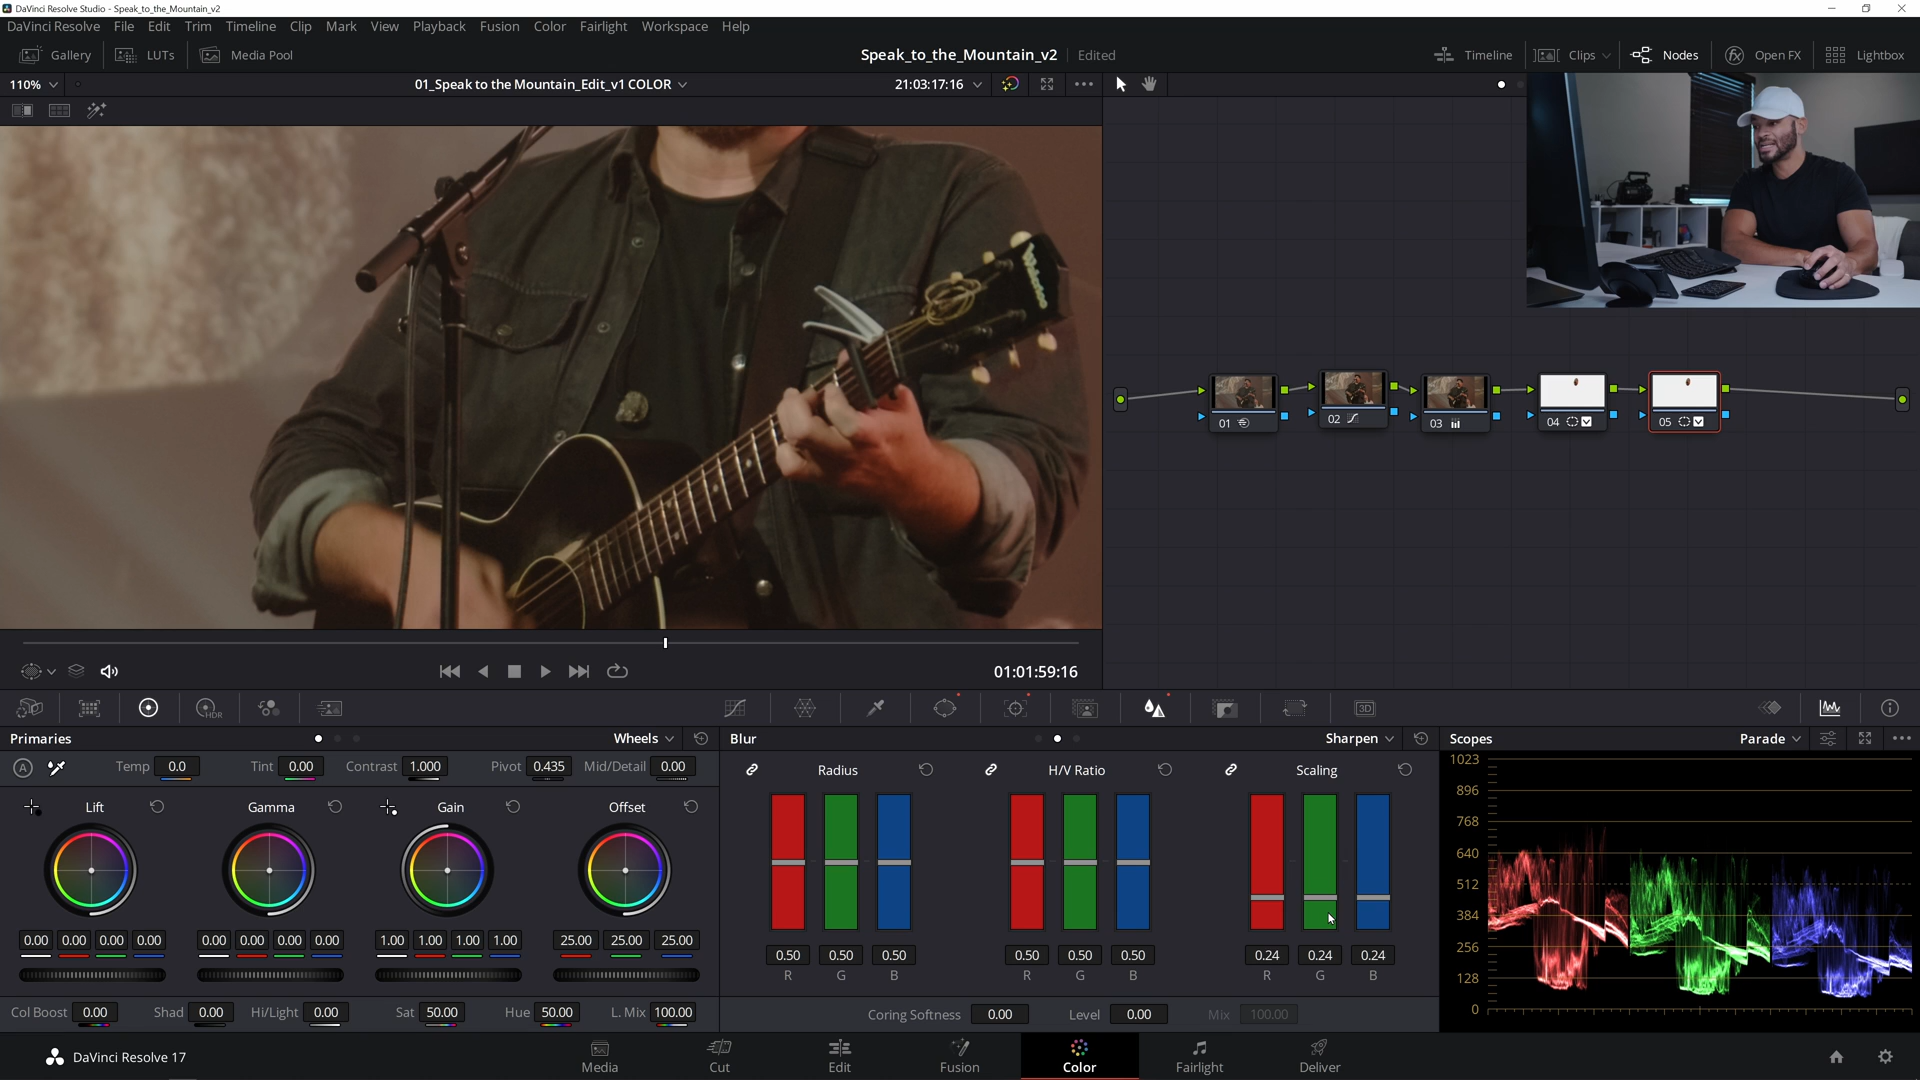 DaVinci Resolve Studio - Speak_to_the_Mountain_v2
DaVinci Resolve File Edit Trim Timeline Clip Mark View Playback Fusion Color Fairlight Workspace Help
Gallery LUTs Media Pool Speak_to_the_Mountain_v2 Edited Timeline Clips Nodes Open FX Lightbox
110% 01_Speak to the Mountain_Edit_v1 COLOR 21:03:17:16
01 02 03 04 05
01:01:59:16
HDR 3D
Primaries Wheels Blur Sharpen Scopes Parade
A Temp 0.0 Tint 0.00 Contrast 1.000 Pivot 0.435 Mid/Detail 0.00
Radius H/V Ratio Scaling
Lift Gamma Gain Offset
0.00 0.00 0.00 0.00 0.00 0.00 0.00 0.00 1.00 1.00 1.00 1.00 25.00 25.00 25.00
0.50 0.50 0.50 0.50 0.50 0.50 0.24 0.24 0.24
R G B R G B R G B
Col Boost 0.00 Shad 0.00 Hi/Light 0.00 Sat 50.00 Hue 50.00 L. Mix 100.00
Coring Softness 0.00 Level 0.00 Mix 100.00
1023
896
768
640
512
384
256
128
0
DaVinci Resolve 17 Media Cut Edit Fusion Color Fairlight Deliver